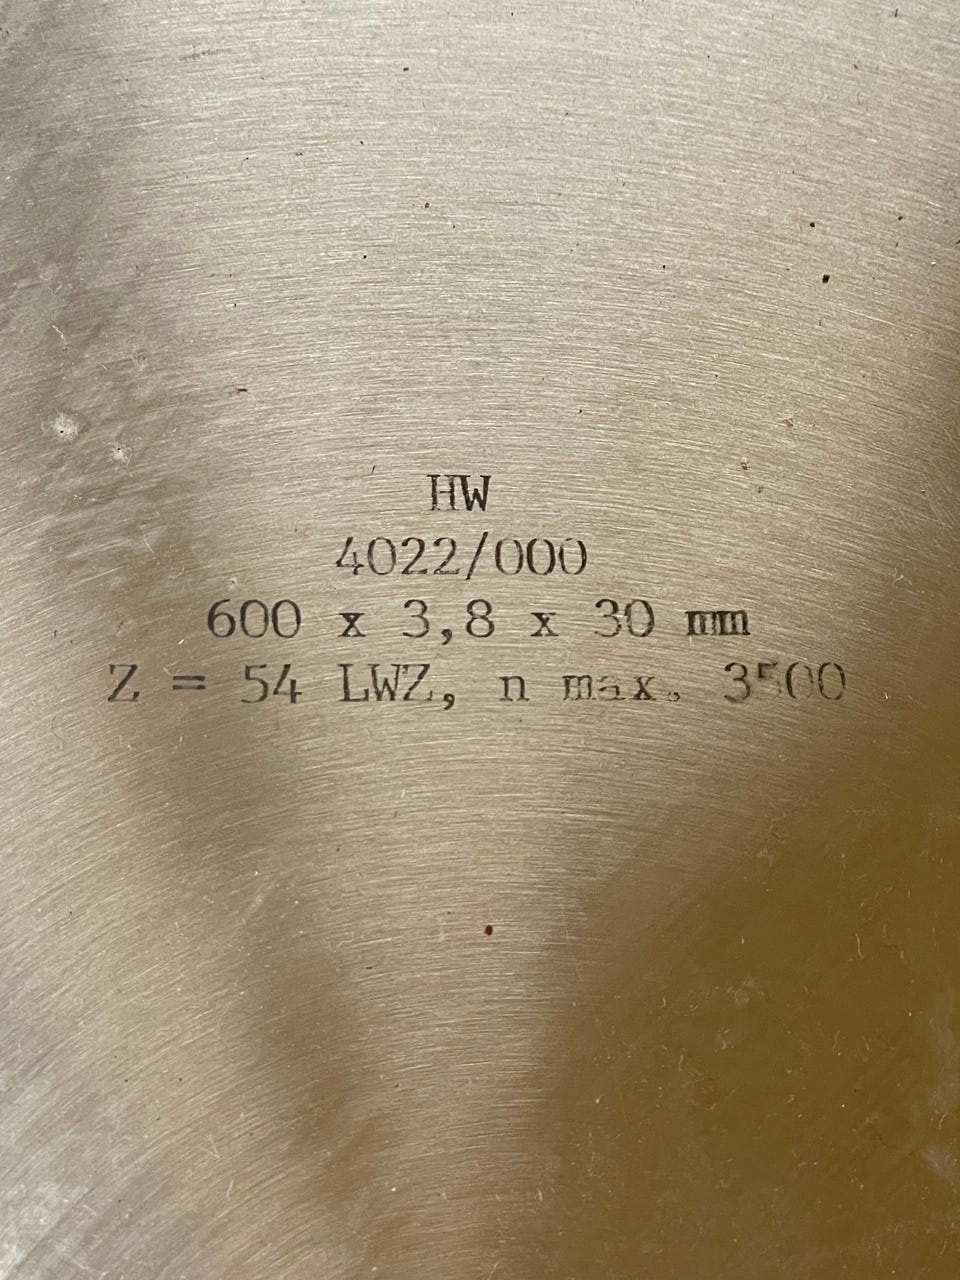 HW
4022/000
600 x 3,8 x 30 mm
Z = 54 LWZ, n max. 3500